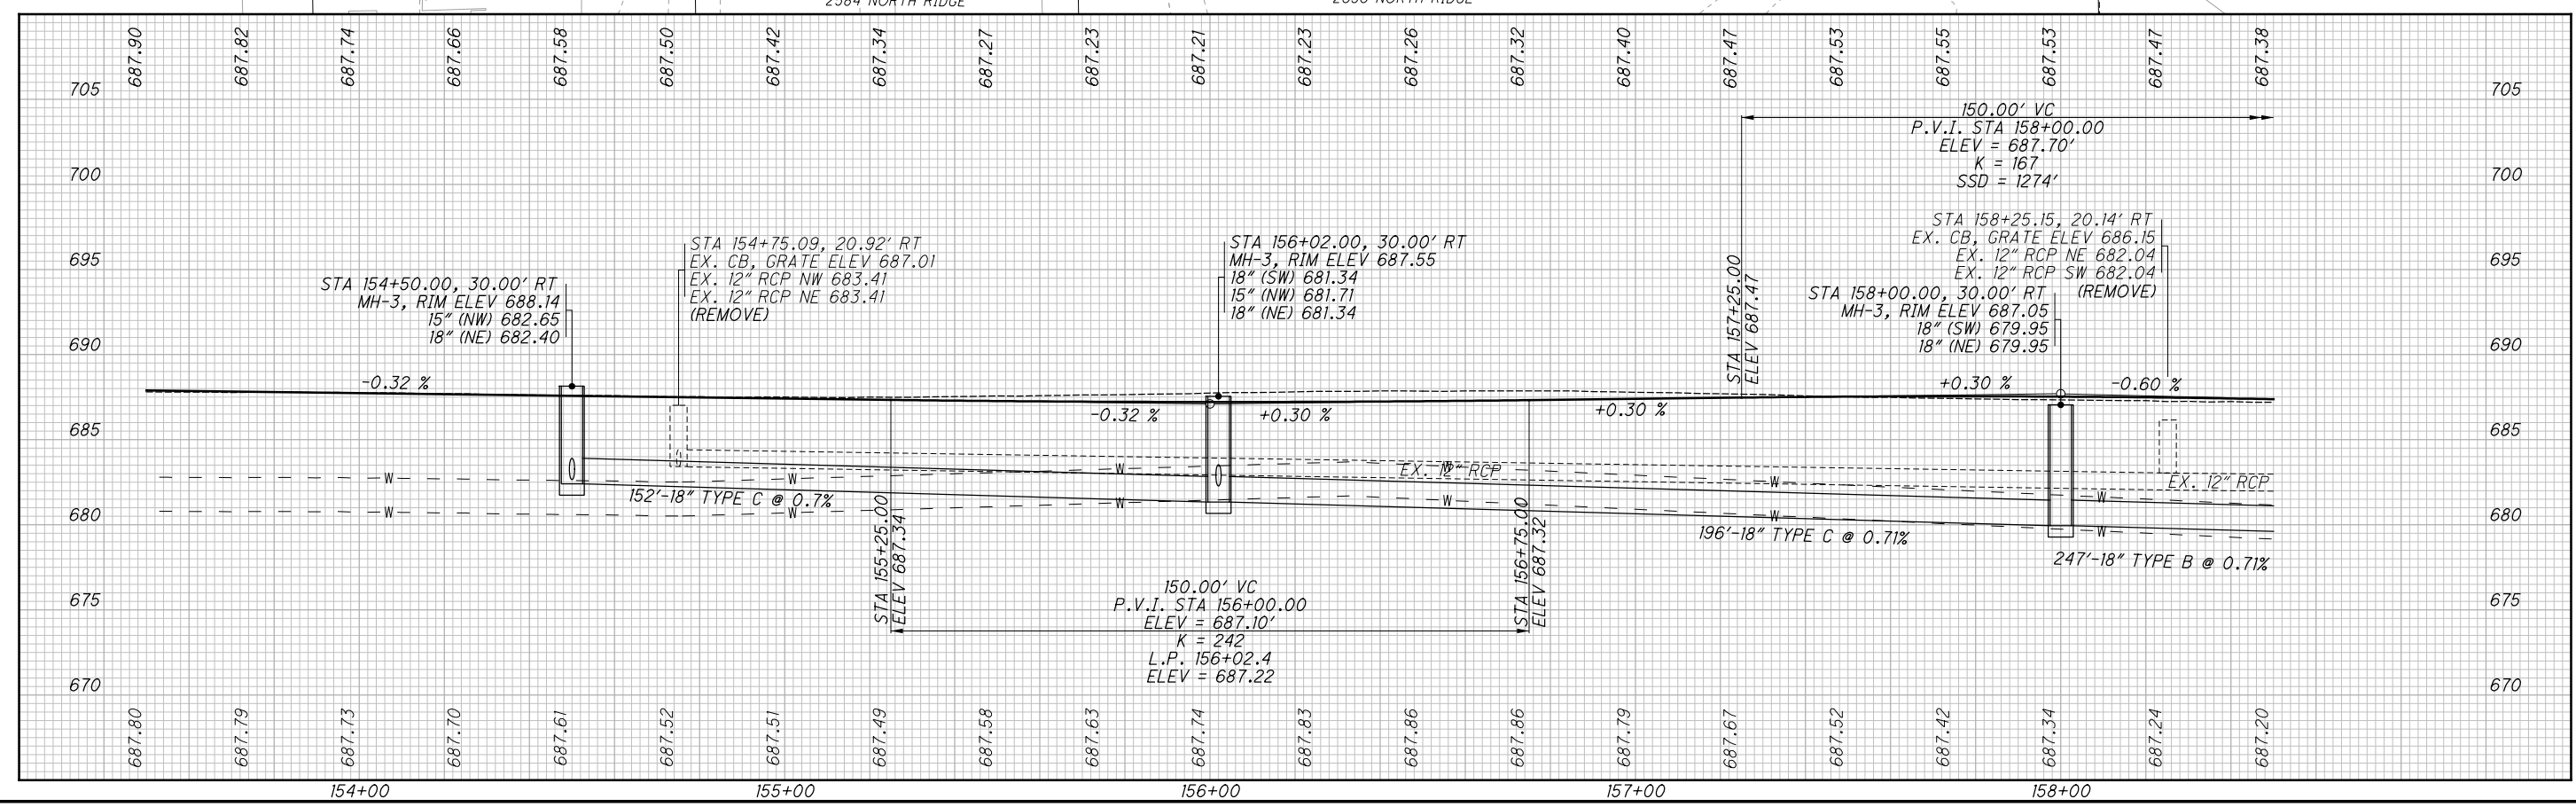 2584 NORTH RIDGE
687.90 687.82 687.74 687.66 687.58 687.50 687.42 687.34 687.27 687.23 687.21 687.23 687.26 687.32 687.40 687.47 687.53 687.55 687.53 687.47 687.38
705 705
150.00' VC
P.V.I. STA 158+00.00
ELEV = 687.70'
K = 167
SSD = 1274'
700 700
STA 154+75.09, 20.92' RT
EX. CB, GRATE ELEV 687.01
EX. 12" RCP NW 683.41
EX. 12" RCP NE 683.41
(REMOVE)
STA 156+02.00, 30.00' RT
MH-3, RIM ELEV 687.55
18" (SW) 681.34
15" (NW) 681.71
18" (NE) 681.34
STA 158+25.15, 20.14' RT
EX. CB, GRATE ELEV 686.15
EX. 12" RCP NE 682.04
EX. 12" RCP SW 682.04
(REMOVE)
695 695
STA 154+50.00, 30.00' RT
MH-3, RIM ELEV 688.14
15" (NW) 682.65
18" (NE) 682.40
STA 157+25.00
ELEV 687.47
STA 158+00.00, 30.00' RT
MH-3, RIM ELEV 687.05
18" (SW) 679.95
18" (NE) 679.95
690 690
-0.32 %
-0.32 %
+0.30 %
+0.30 %
+0.30 %
-0.60 %
685 685
W W W W W W
EX. 12" RCP
EX. 12" RCP
152'-18" TYPE C @ 0.7%
W W W W W W
680 680
196'-18" TYPE C @ 0.71%
247'-18" TYPE B @ 0.71%
STA 155+25.00
ELEV 687.34
STA 156+75.00
ELEV 687.32
675 675
150.00' VC
P.V.I. STA 156+00.00
ELEV = 687.10'
K = 242
L.P. 156+02.4
ELEV = 687.22
670 670
687.80 687.79 687.73 687.70 687.61 687.52 687.51 687.49 687.58 687.63 687.74 687.83 687.86 687.86 687.79 687.67 687.52 687.42 687.34 687.24 687.20
154+00 155+00 156+00 157+00 158+00